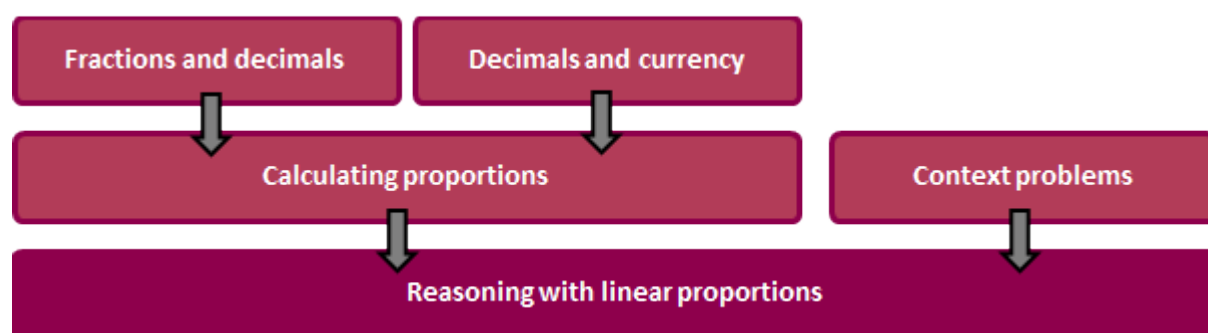 Fractions and decimals
Decimals and currency
Calculating proportions
Context problems
Reasoning with linear proportions